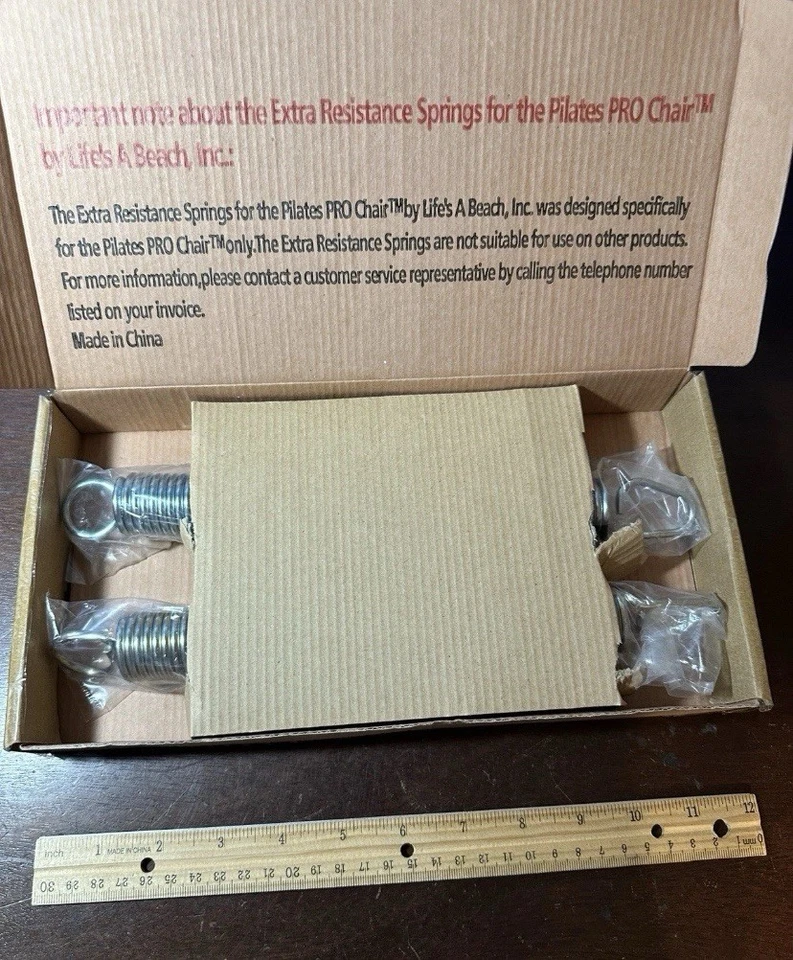 Important note about the Extra Resistance Springs for the Pilates PRO Chair™
by Life's A Beach, Inc.:
The Extra Resistance Springs for the Pilates PRO Chair™by Life's A Beach, Inc. was designed specifically
for the Pilates PRO Chair™only.The Extra Resistance Springs are not suitable for use on other products.
For more information,please contact a customer service representative by calling the telephone number
listed on your invoice.
Made in China
inch 1 MADE IN CHINA 2 3 4 5 6 7 8 9 10 11 12
30 29 28 27 26 25 24 23 22 21 20 19 18 17 16 15 14 13 12 11 10 9 8 7 6 5 4 3 2 1 mm 0